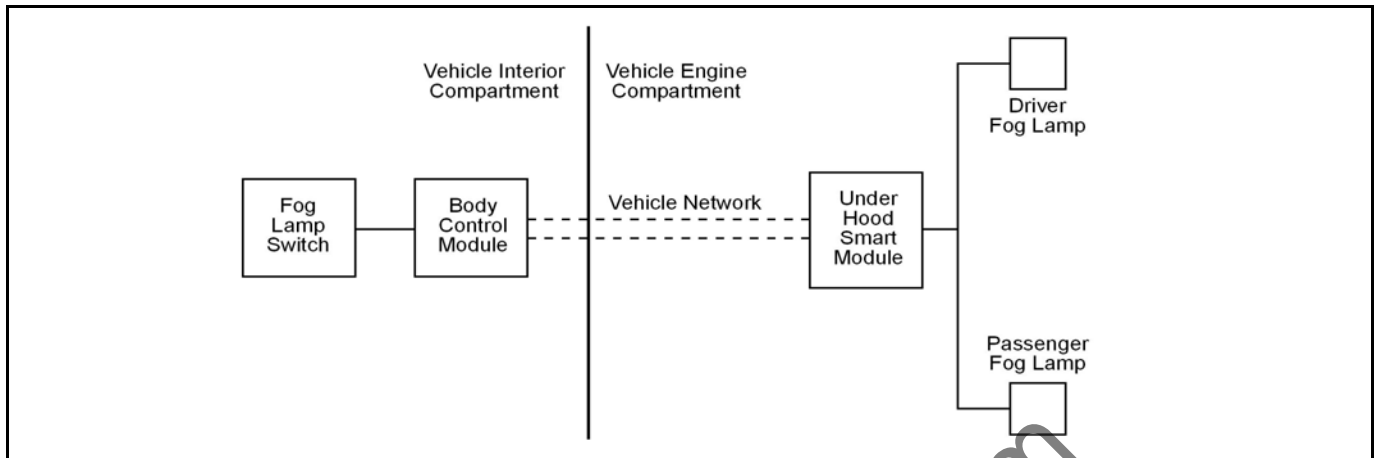 Vehicle Interior
Compartment
Vehicle Engine
Compartment
Driver
Fog Lamp
Fog
Lamp
Switch
Body
Control
Module
Vehicle Network
Under
Hood
Smart
Module
Passenger
Fog Lamp